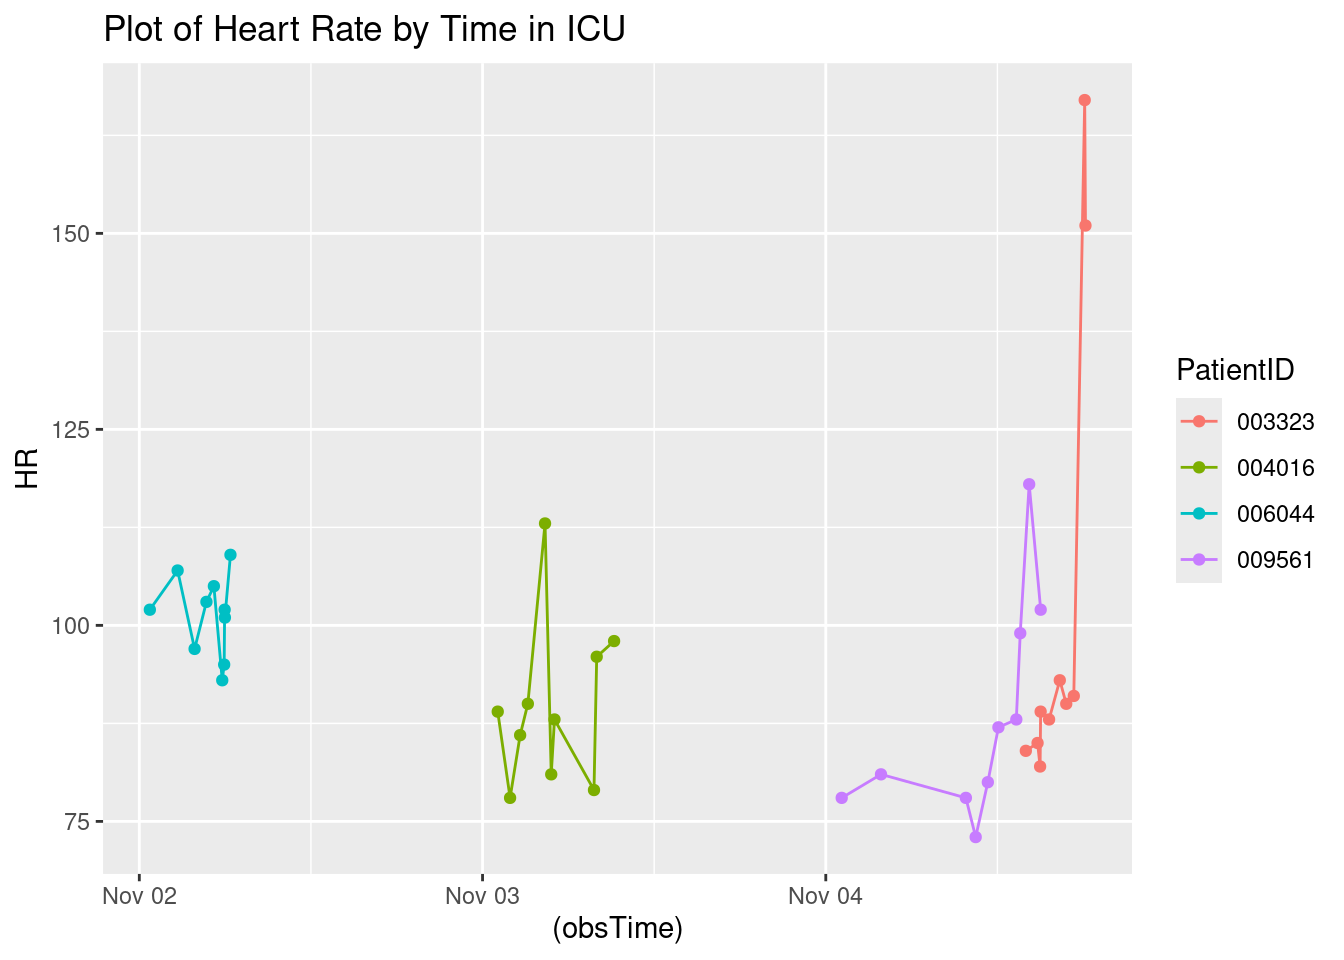 Plot of Heart Rate by Time in ICU
HR
150
125
100
75
Nov 02
Nov 03
Nov 04
(obsTime)
PatientID
003323
004016
006044
009561